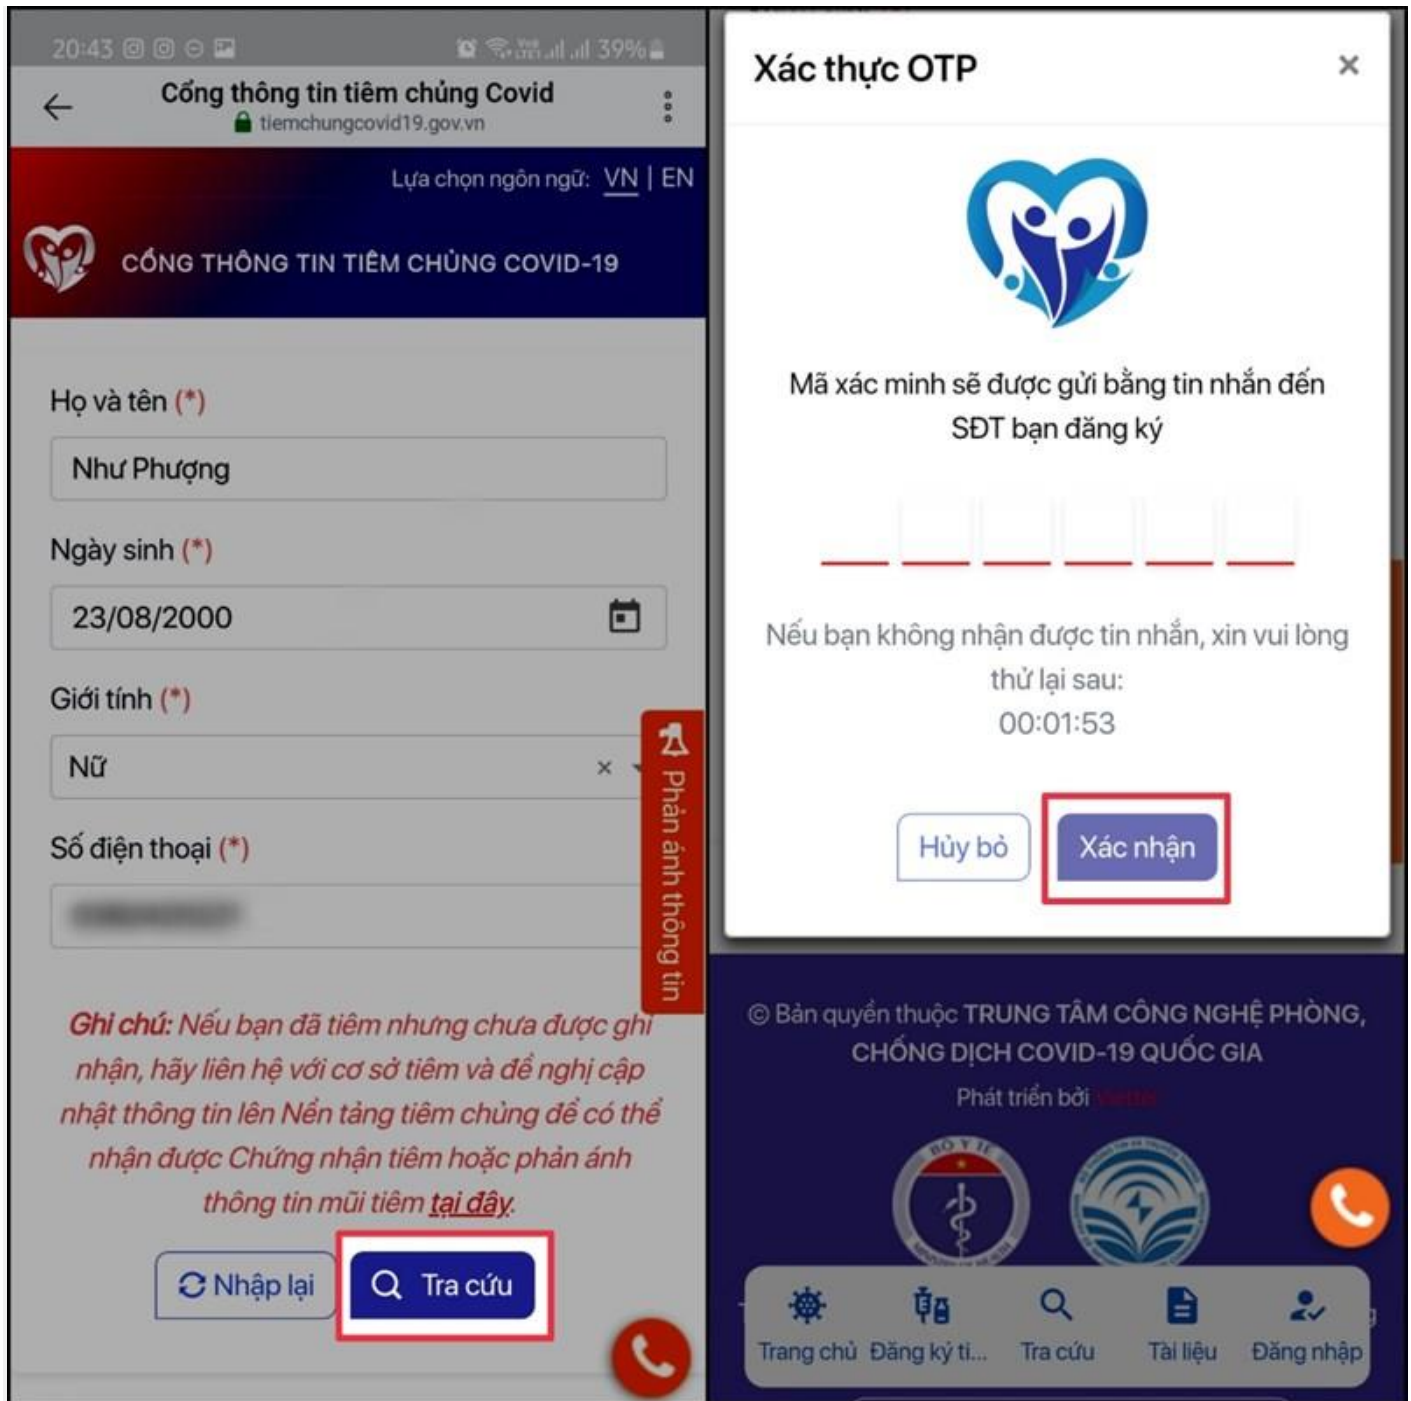 20:43
39%
Cổng thông tin tiêm chủng Covid
tiemchungcovid19.gov.vn
Lựa chọn ngôn ngữ: VN | EN
CỔNG THÔNG TIN TIÊM CHỦNG COVID-19
Họ và tên (*)
Như Phượng
Ngày sinh (*)
23/08/2000
Giới tính (*)
Nữ
Số điện thoại (*)
Phản ánh thông tin
Ghi chú: Nếu bạn đã tiêm nhưng chưa được ghi
nhận, hãy liên hệ với cơ sở tiêm và đề nghị cập
nhật thông tin lên Nền tảng tiêm chủng để có thể
nhận được Chứng nhận tiêm hoặc phản ánh
thông tin mũi tiêm tại đây.
Nhập lại
Tra cứu
Xác thực OTP
Mã xác minh sẽ được gửi bằng tin nhắn đến
SĐT bạn đăng ký
Nếu bạn không nhận được tin nhắn, xin vui lòng
thử lại sau:
00:01:53
Hủy bỏ
Xác nhận
© Bản quyền thuộc TRUNG TÂM CÔNG NGHỆ PHÒNG,
CHỐNG DỊCH COVID-19 QUỐC GIA
Phát triển bởi Viettel
BỘ Y TẾ
Trang chủ
Đăng ký ti...
Tra cứu
Tài liệu
Đăng nhập